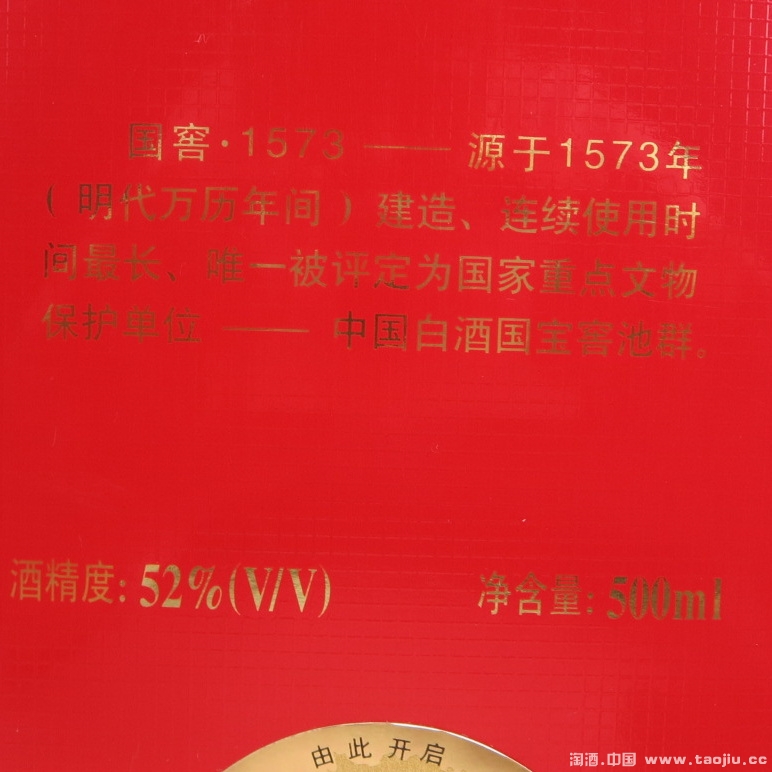 国窖·1573 —— 源于1573年
(明代万历年间)建造、连续使用时
间最长、唯一被评定为国家重点文物
保护单位 —— 中国白酒国宝窖池群。
酒精度:52%(V/V) 净含量:500ml
由此开启
淘酒.中国 www.taojiu.cc